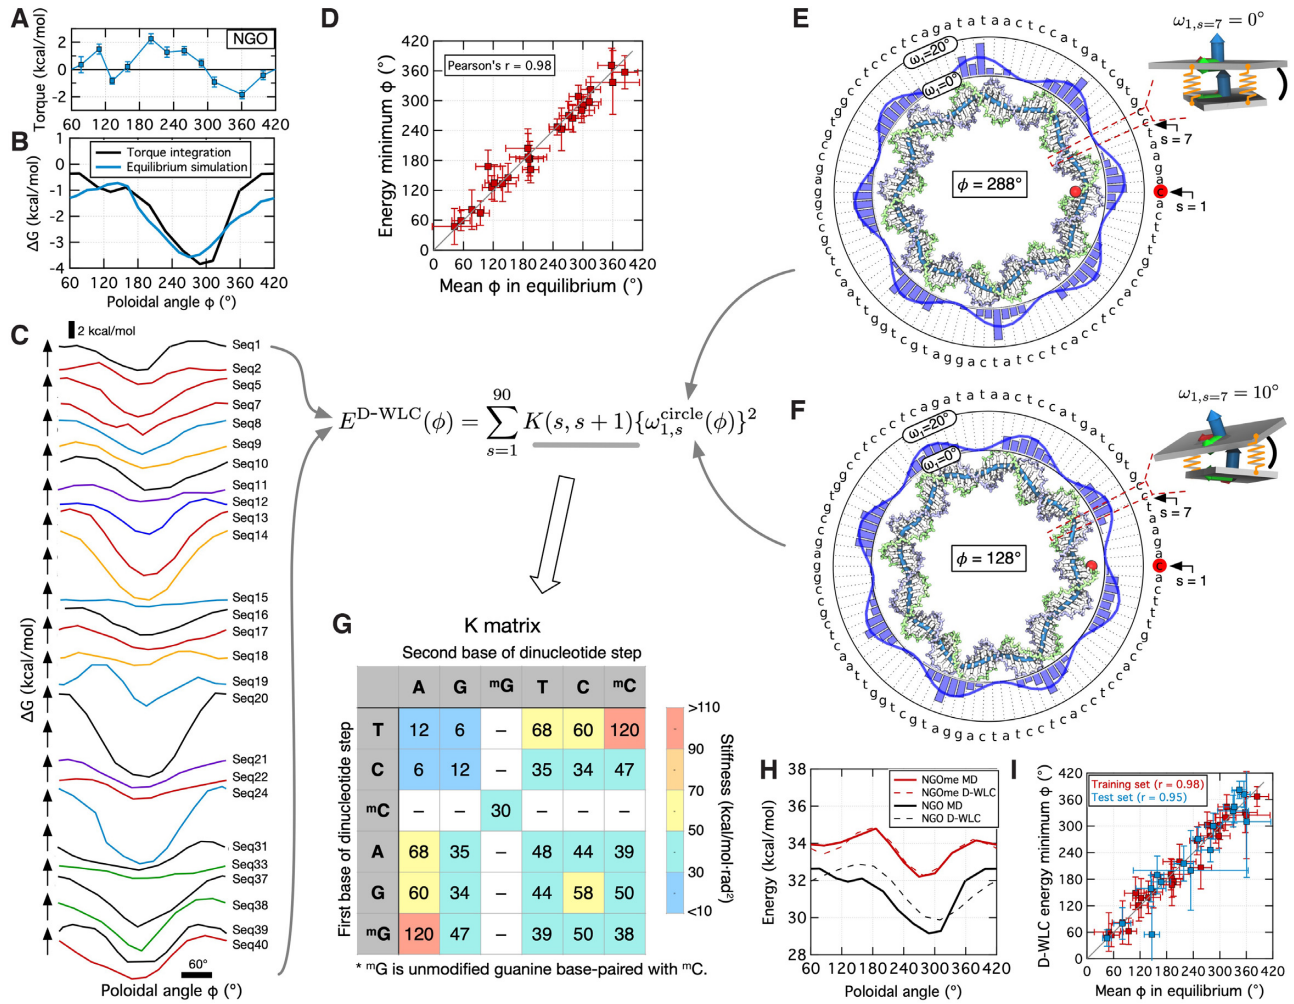 A
NGO
Torque (kcal/mol)
2
0
-2
60 120 180 240 300 360 420
B
Torque integration
Equilibrium simulation
ΔG (kcal/mol)
1
0
-1
-2
-3
-4
60 120 180 240 300 360 420
Poloidal angle ϕ (°)
C
2 kcal/mol
Seq1
Seq2
Seq5
Seq7
Seq8
Seq9
Seq10
Seq11
Seq12
Seq13
Seq14
Seq15
Seq16
Seq17
Seq18
Seq19
Seq20
Seq21
Seq22
Seq24
Seq31
Seq33
Seq37
Seq38
Seq39
Seq40
ΔG (kcal/mol)
60°
Poloidal angle ϕ (°)
D
Pearson's r = 0.98
Energy minimum ϕ (°)
420
360
300
240
180
120
60
0
0 60 120 180 240 300 360 420
Mean ϕ in equilibrium (°)
E^{D-WLC}(ϕ) = ∑_{s=1}^{90} K(s, s + 1){ω_{1,s}^{circle}(ϕ)}²
E
ω₁=20°
ω₁=0°
ϕ = 288°
ω_{1,s=7} = 0°
s = 7
s = 1
F
ω₁=20°
ω₁=0°
ϕ = 128°
ω_{1,s=7} = 10°
s = 7
s = 1
G
K matrix
Second base of dinucleotide step
First base of dinucleotide step
A G ᵐG T C ᵐC
T 12 6 – 68 60 120
C 6 12 – 35 34 47
ᵐC – – 30 – – –
A 68 35 – 48 44 39
G 60 34 – 44 58 50
ᵐG 120 47 – 39 50 38
>110
90
70
50
30
<10
Stiffness (kcal/mol·rad²)
* ᵐG is unmodified guanine base-paired with ᵐC.
H
NGOme MD
NGOme D-WLC
NGO MD
NGO D-WLC
Energy (kcal/mol)
38
36
34
32
30
28
60 120 180 240 300 360 420
Poloidal angle (°)
I
Training set (r = 0.98)
Test set (r = 0.95)
D-WLC energy minimum ϕ (°)
420
360
300
240
180
120
60
0
0 60 120 180 240 300 360 420
Mean ϕ in equilibrium (°)